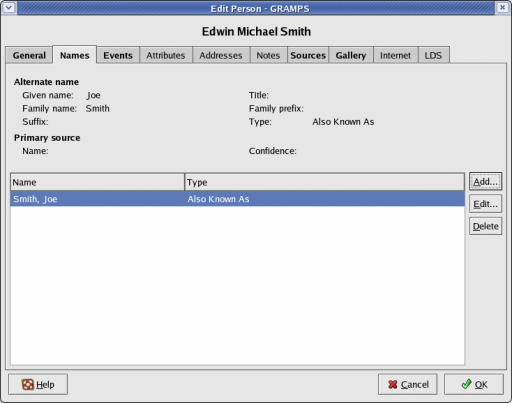 Edit Person - GRAMPS
Edwin Michael Smith
General Names Events Attributes Addresses Notes Sources Gallery Internet LDS
Alternate name
Given name: Joe Title:
Family name: Smith Family prefix:
Suffix: Type: Also Known As
Primary source
Name: Confidence:
Name Type Add...
Smith, Joe Also Known As
Edit...
Delete
Help Cancel OK